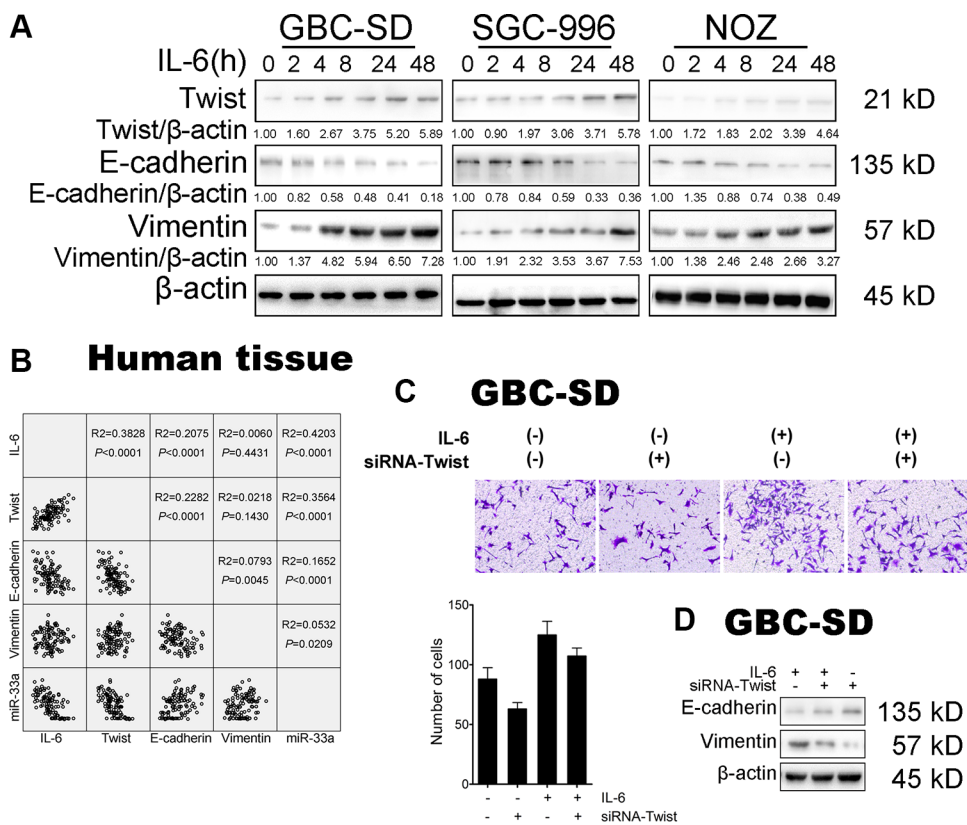 A
GBC-SD SGC-996 NOZ
IL-6(h) 0 2 4 8 24 48 0 2 4 8 24 48 0 2 4 8 24 48
Twist 21 kD
Twist/β-actin 1.00 1.60 2.67 3.75 5.20 5.89 1.00 0.90 1.97 3.06 3.71 5.78 1.00 1.72 1.83 2.02 3.39 4.64
E-cadherin 135 kD
E-cadherin/β-actin 1.00 0.82 0.58 0.48 0.41 0.18 1.00 0.78 0.84 0.59 0.33 0.36 1.00 1.35 0.88 0.74 0.38 0.49
Vimentin 57 kD
Vimentin/β-actin 1.00 1.37 4.82 5.94 6.50 7.28 1.00 1.91 2.32 3.53 3.67 7.53 1.00 1.38 2.46 2.48 2.66 3.27
β-actin 45 kD
B Human tissue
IL-6
R2=0.3828 R2=0.2075 R2=0.0060 R2=0.4203
P<0.0001 P<0.0001 P=0.4431 P<0.0001
Twist
R2=0.2282 R2=0.0218 R2=0.3564
P<0.0001 P=0.1430 P<0.0001
E-cadherin
R2=0.0793 R2=0.1652
P=0.0045 P<0.0001
Vimentin
R2=0.0532
P=0.0209
miR-33a
IL-6 Twist E-cadherin Vimentin miR-33a
C GBC-SD
IL-6 (-) (-) (+) (+)
siRNA-Twist (-) (+) (-) (+)
Number of cells
150
100
50
0
- - + + IL-6
- + - + siRNA-Twist
D GBC-SD
IL-6 + + -
siRNA-Twist - + +
E-cadherin 135 kD
Vimentin 57 kD
β-actin 45 kD